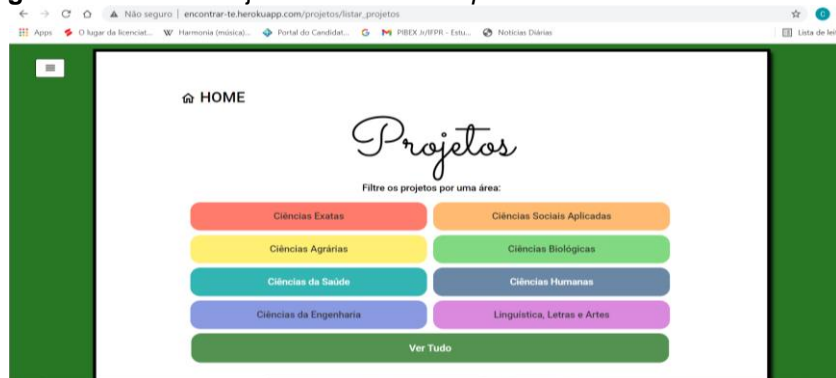 Não seguro | encontrar-te.herokuapp.com/projetos/listar_projetos
Apps O lugar da licenciat... W Harmonia (música)... Portal do Candidat... G M PIBEX Jr/IFPR - Estu... Notícias Diárias Lista de lei
HOME
Projetos
Filtre os projetos por uma área:
Ciências Exatas Ciências Sociais Aplicadas
Ciências Agrárias Ciências Biológicas
Ciências da Saúde Ciências Humanas
Ciências da Engenharia Linguística, Letras e Artes
Ver Tudo